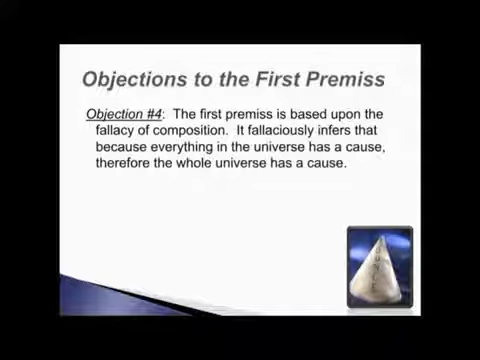 Objections to the First Premiss
Objection #4: The first premiss is based upon the
fallacy of composition. It fallaciously infers that
because everything in the universe has a cause,
therefore the whole universe has a cause.
DUNCE